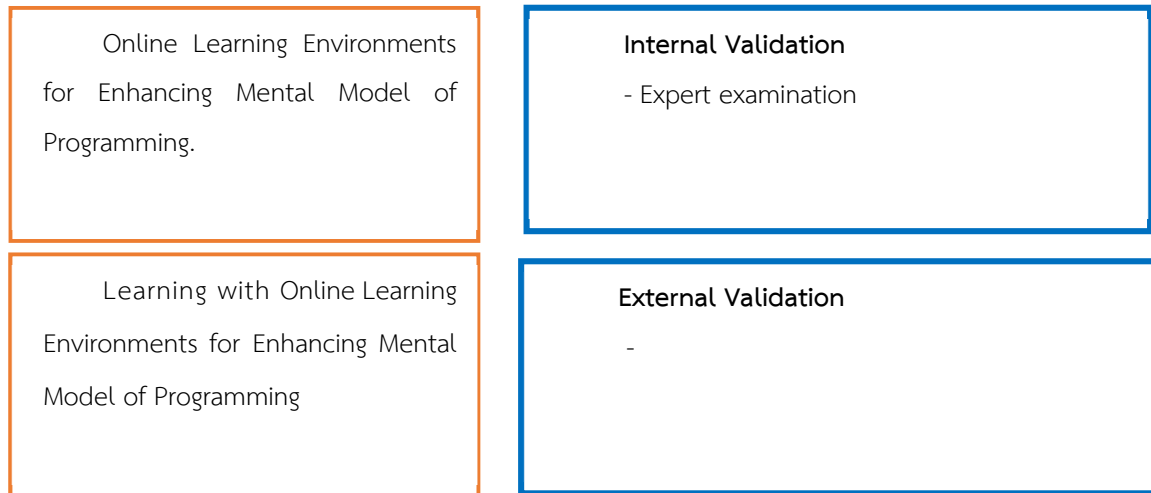 Online Learning Environments
for Enhancing Mental Model of
Programming.
Internal Validation
- Expert examination
Learning with Online Learning
Environments for Enhancing Mental
Model of Programming
External Validation
-